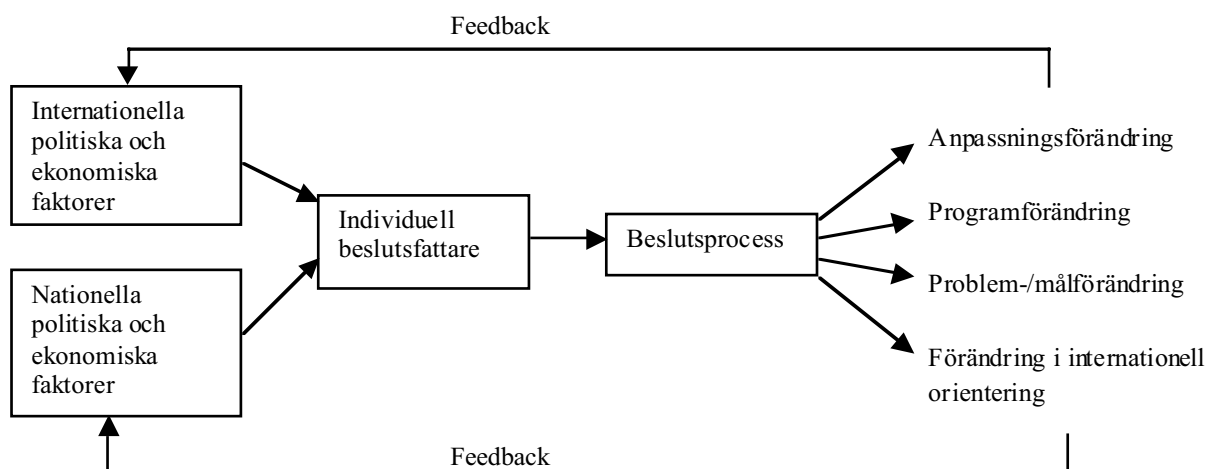 Feedback
Internationella
politiska och
ekonomiska
faktorer
Nationella
politiska och
ekonomiska
faktorer
Individuell
beslutsfattare
Beslutsprocess
Anpassningsförändring
Programförändring
Problem-/målförändring
Förändring i internationell
orientering
Feedback